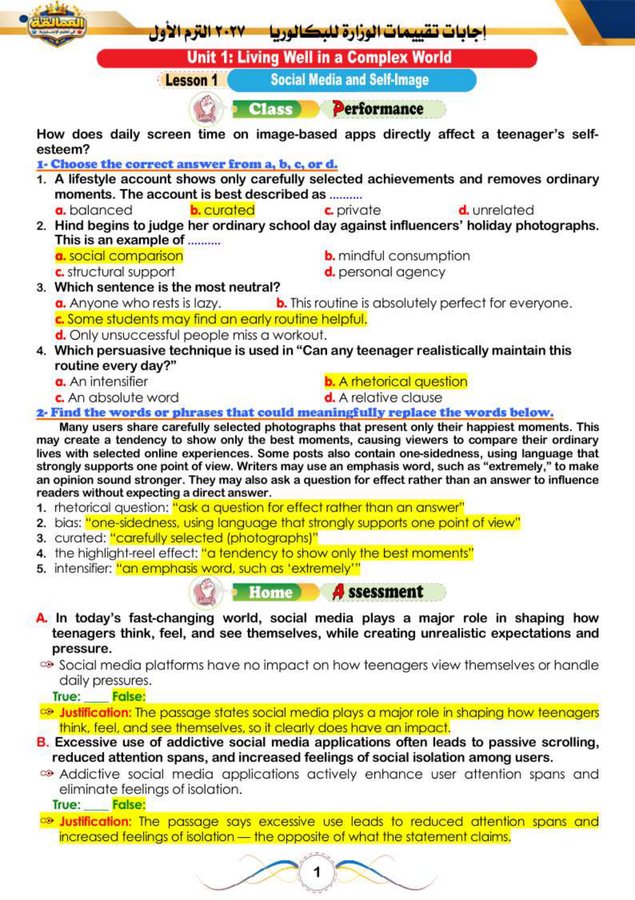 العمالقة
في تعليم الإنجليزية
إجابات تقييمات الوزارة للبكالوريا ٢٠٢٧ الترم الأول
Unit 1: Living Well in a Complex World
Lesson 1 Social Media and Self-Image
Class Performance
How does daily screen time on image-based apps directly affect a teenager's self-
esteem?
1- Choose the correct answer from a, b, c, or d.
1. A lifestyle account shows only carefully selected achievements and removes ordinary
moments. The account is best described as ..........
a. balanced b. curated c. private d. unrelated
2. Hind begins to judge her ordinary school day against influencers' holiday photographs.
This is an example of ..........
a. social comparison b. mindful consumption
c. structural support d. personal agency
3. Which sentence is the most neutral?
a. Anyone who rests is lazy. b. This routine is absolutely perfect for everyone.
c. Some students may find an early routine helpful.
d. Only unsuccessful people miss a workout.
4. Which persuasive technique is used in "Can any teenager realistically maintain this
routine every day?"
a. An intensifier b. A rhetorical question
c. An absolute word d. A relative clause
2- Find the words or phrases that could meaningfully replace the words below.
Many users share carefully selected photographs that present only their happiest moments. This
may create a tendency to show only the best moments, causing viewers to compare their ordinary
lives with selected online experiences. Some posts also contain one-sidedness, using language that
strongly supports one point of view. Writers may use an emphasis word, such as "extremely," to make
an opinion sound stronger. They may also ask a question for effect rather than an answer to influence
readers without expecting a direct answer.
1. rhetorical question: "ask a question for effect rather than an answer"
2. bias: "one-sidedness, using language that strongly supports one point of view"
3. curated: "carefully selected (photographs)"
4. the highlight-reel effect: "a tendency to show only the best moments"
5. intensifier: "an emphasis word, such as 'extremely'"
Home Assessment
A. In today's fast-changing world, social media plays a major role in shaping how
teenagers think, feel, and see themselves, while creating unrealistic expectations and
pressure.
Social media platforms have no impact on how teenagers view themselves or handle
daily pressures.
True: ____ False:
Justification: The passage states social media plays a major role in shaping how teenagers
think, feel, and see themselves, so it clearly does have an impact.
B. Excessive use of addictive social media applications often leads to passive scrolling,
reduced attention spans, and increased feelings of social isolation among users.
Addictive social media applications actively enhance user attention spans and
eliminate feelings of isolation.
True: ____ False:
Justification: The passage says excessive use leads to reduced attention spans and
increased feelings of isolation — the opposite of what the statement claims.
1